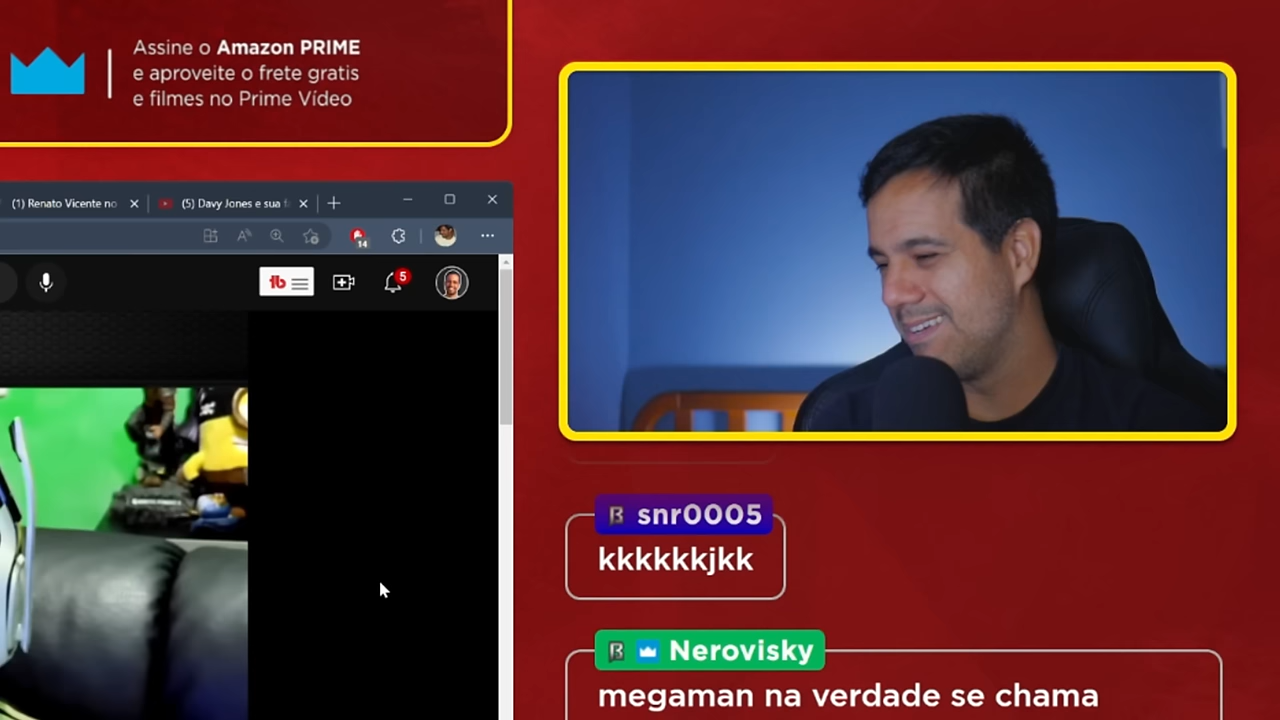 Assine o Amazon PRIME
e aproveite o frete gratis
e filmes no Prime Vídeo
(1) Renato Vicente no
(5) Davy Jones e sua
14
5
snr0005
kkkkkkjkk
Nerovisky
megaman na verdade se chama